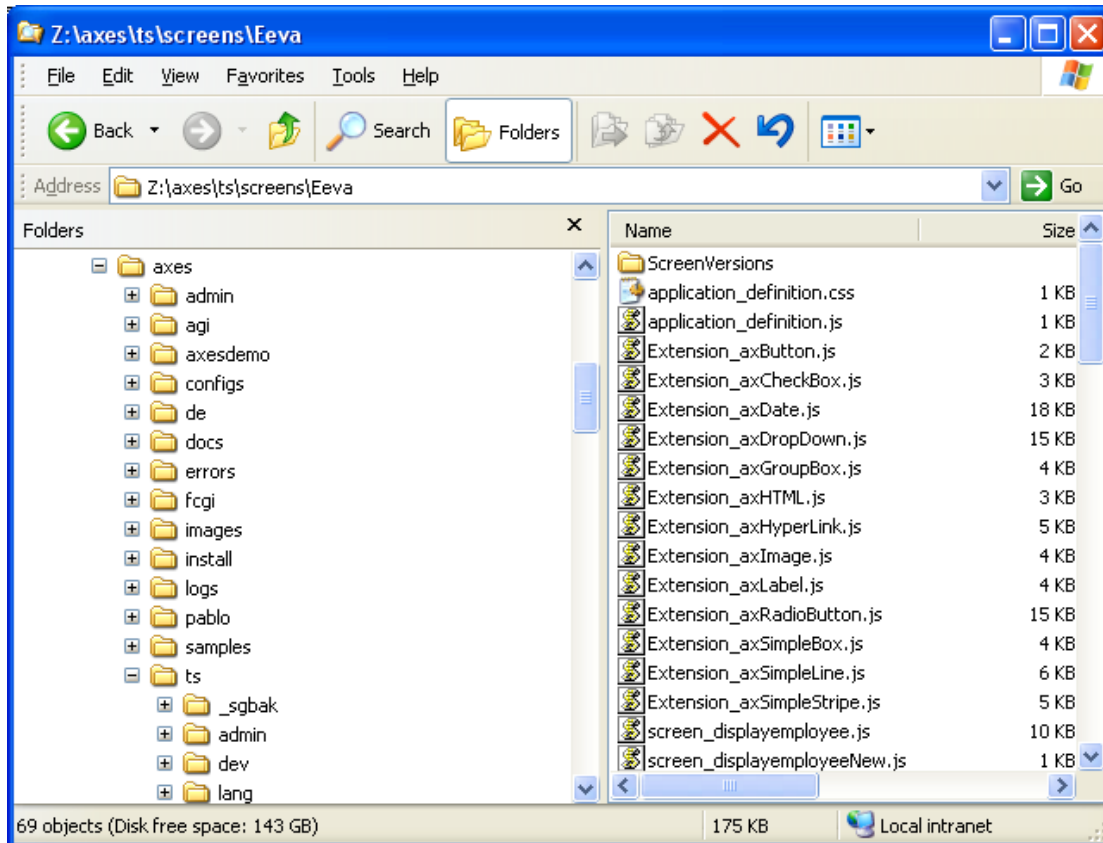 Z:\axes\ts\screens\Eeva
File Edit View Favorites Tools Help
Back Search Folders
Address Z:\axes\ts\screens\Eeva Go
Folders
axes
admin
agi
axesdemo
configs
de
docs
errors
fcgi
images
install
logs
pablo
samples
ts
_sgbak
admin
dev
lang
Name Size
ScreenVersions
application_definition.css 1 KB
application_definition.js 1 KB
Extension_axButton.js 2 KB
Extension_axCheckBox.js 3 KB
Extension_axDate.js 18 KB
Extension_axDropDown.js 15 KB
Extension_axGroupBox.js 4 KB
Extension_axHTML.js 3 KB
Extension_axHyperLink.js 5 KB
Extension_axImage.js 4 KB
Extension_axLabel.js 4 KB
Extension_axRadioButton.js 15 KB
Extension_axSimpleBox.js 4 KB
Extension_axSimpleLine.js 6 KB
Extension_axSimpleStripe.js 5 KB
screen_displayemployee.js 10 KB
screen_displayemployeeNew.js 1 KB
69 objects (Disk free space: 143 GB) 175 KB Local intranet